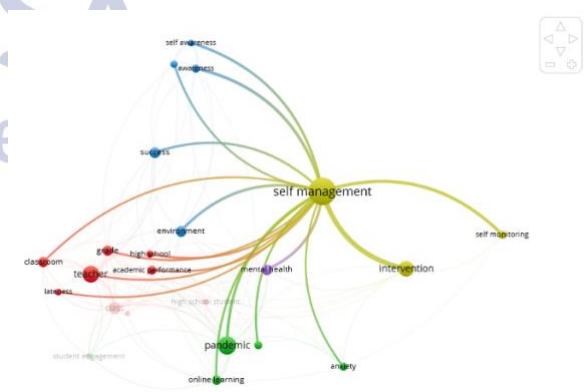 self awareness
awareness
success
self management
environment
self monitoring
grade
high school
classroom
teacher
academic performance
mental health
intervention
lateness
high school student
student engagement
pandemic
anxiety
online learning